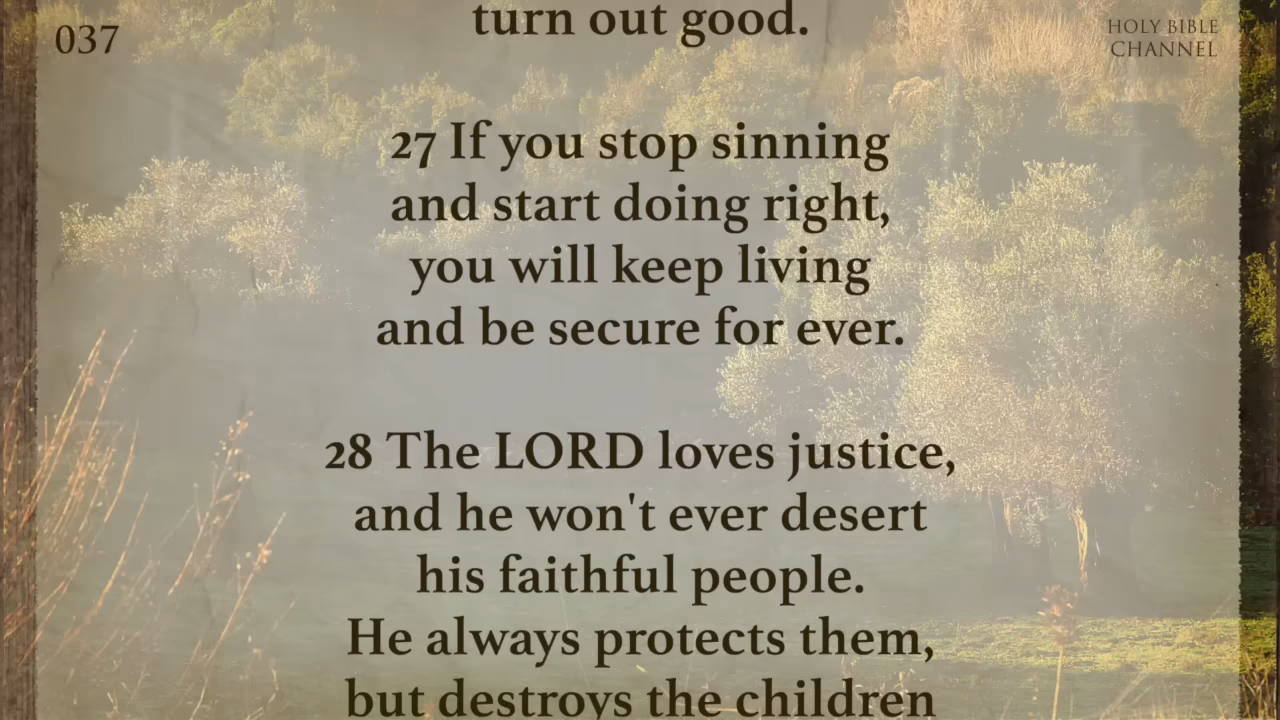 turn out good.
037
HOLY BIBLE
CHANNEL
27 If you stop sinning
and start doing right,
you will keep living
and be secure for ever.
28 The LORD loves justice,
and he won't ever desert
his faithful people.
He always protects them,
but destroys the children